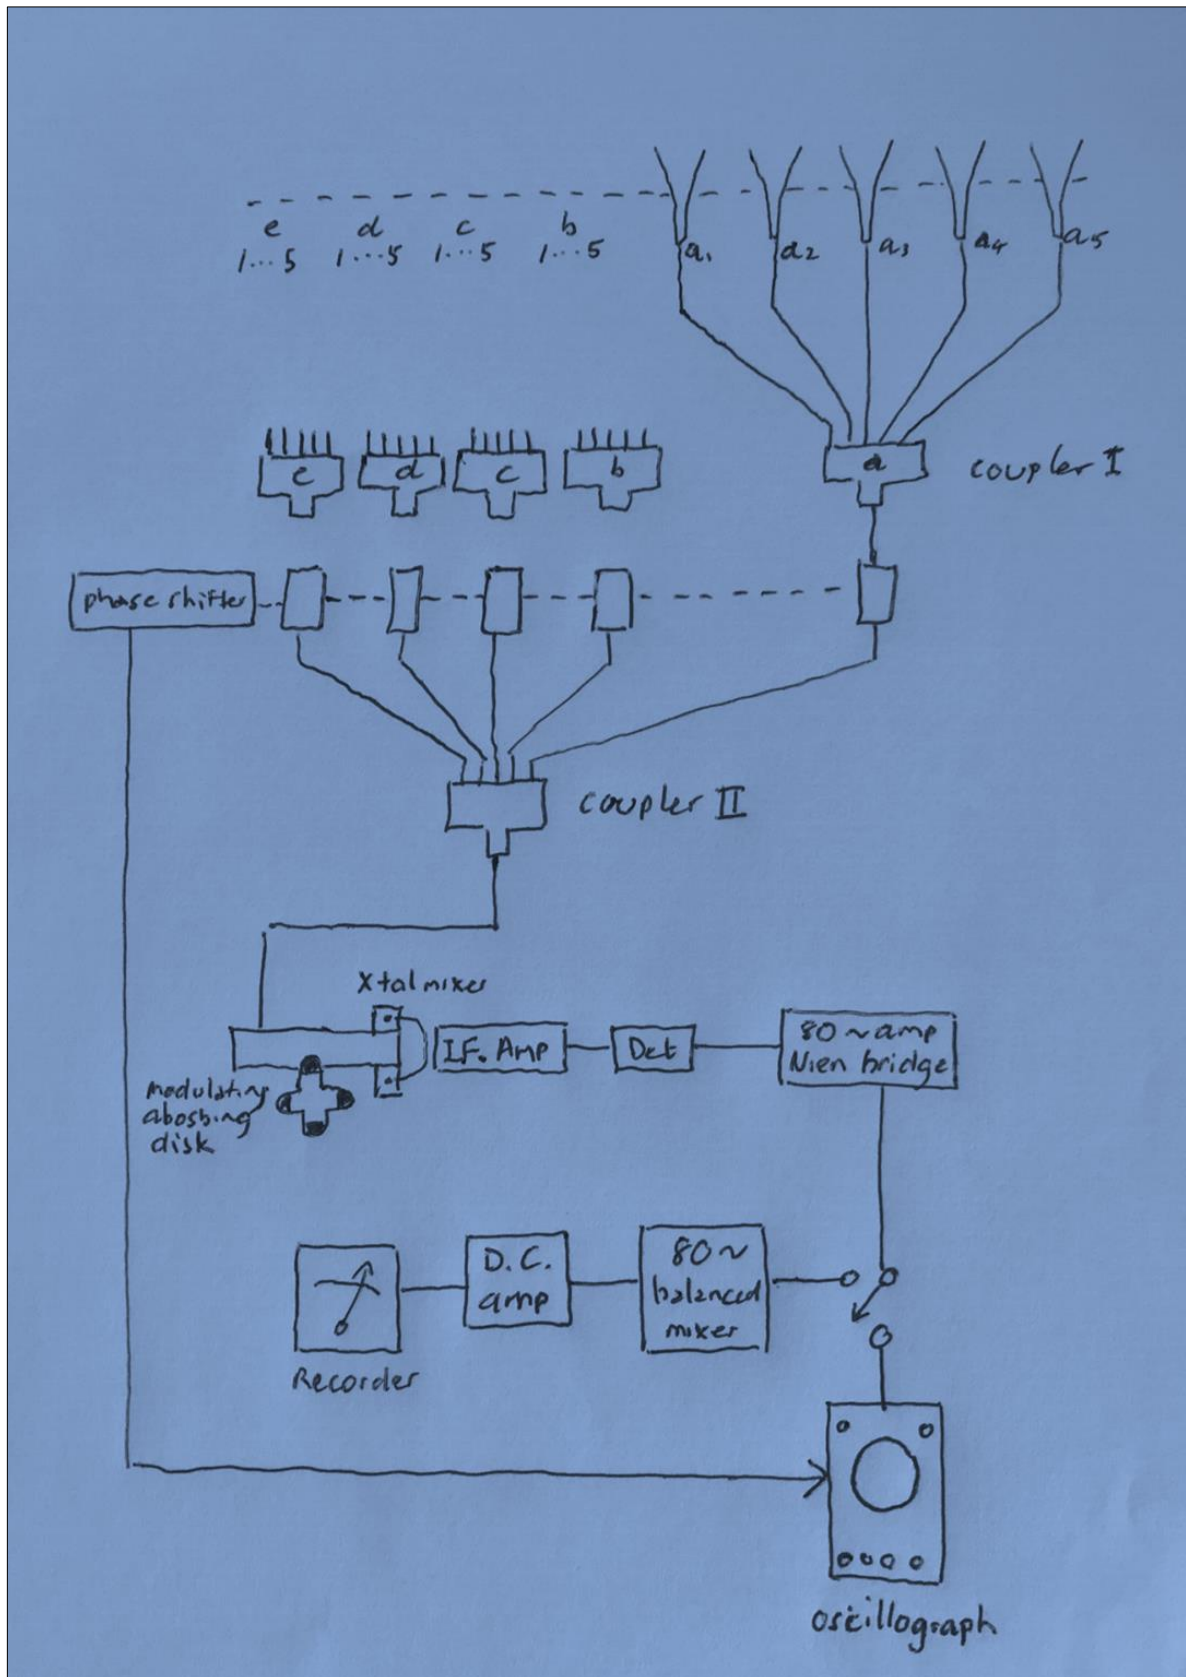 e d c b
1...5 1...5 1...5 1...5
a1 a2 a3 a4 a5
e d c b a
coupler I
phase shifter
coupler II
Xtal mixer
I.F. Amp
Det
80 ~ amp
Nien bridge
modulating
abosbing
disk
D.C.
amp
80 ~
balanced
mixer
Recorder
oscillograph